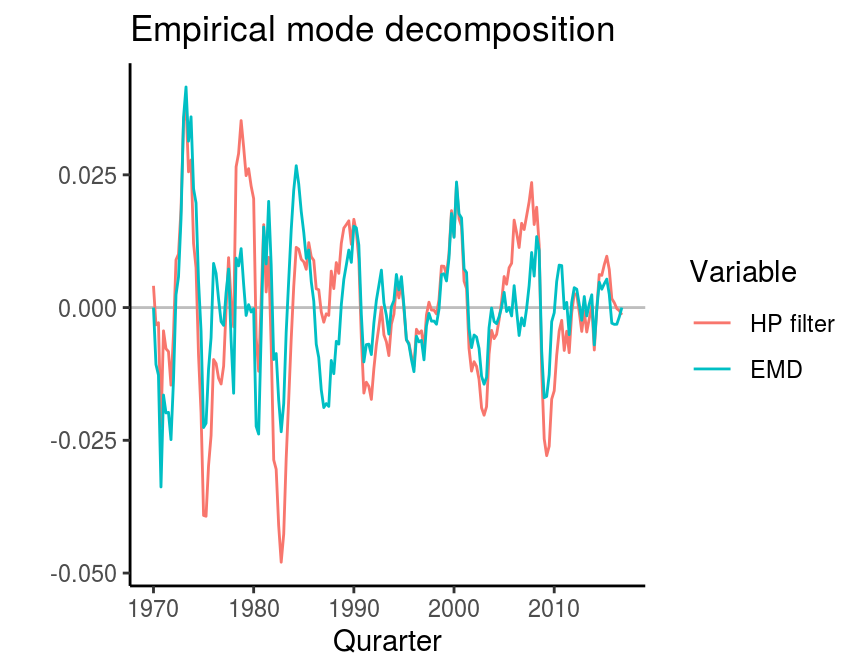 Empirical mode decomposition
0.025
0.000
-0.025
-0.050
1970 1980 1990 2000 2010
Qurarter
Variable
HP filter
EMD